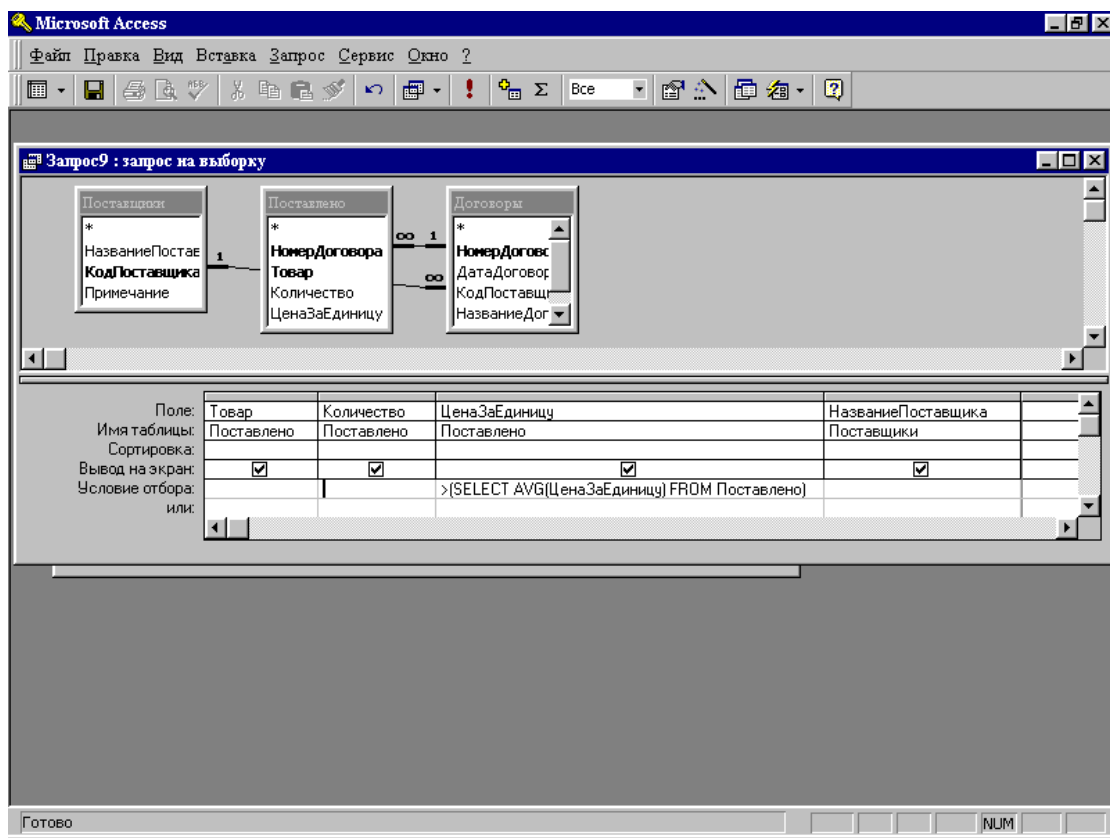 Microsoft Access
Файл Правка Вид Вставка Запрос Сервис Окно ?
Все
Запрос9 : запрос на выборку
Поставщики
*
НазваниеПостав
КодПоставщика
Примечание
1
Поставлено
*
НомерДоговора
Товар
Количество
ЦенаЗаЕдиницу
∞ 1
∞
Договоры
*
НомерДогово
ДатаДоговор
КодПоставщи
НазваниеДог
Поле: Товар Количество ЦенаЗаЕдиницу НазваниеПоставщика
Имя таблицы: Поставлено Поставлено Поставлено Поставщики
Сортировка:
Вывод на экран:
Условие отбора: >(SELECT AVG(ЦенаЗаЕдиницу) FROM Поставлено)
или:
Готово NUM